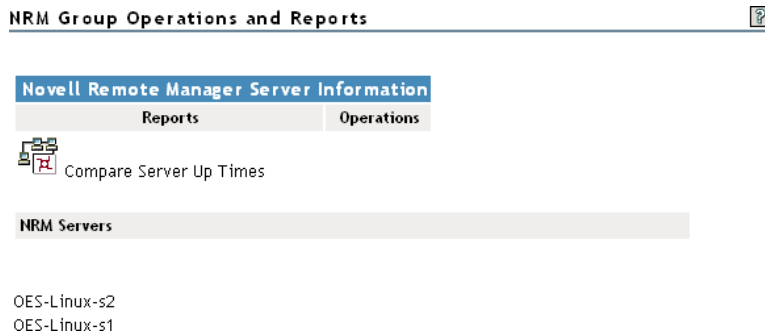 NRM Group Operations and Reports
Novell Remote Manager Server Information
Reports Operations
Compare Server Up Times
NRM Servers
OES-Linux-s2
OES-Linux-s1